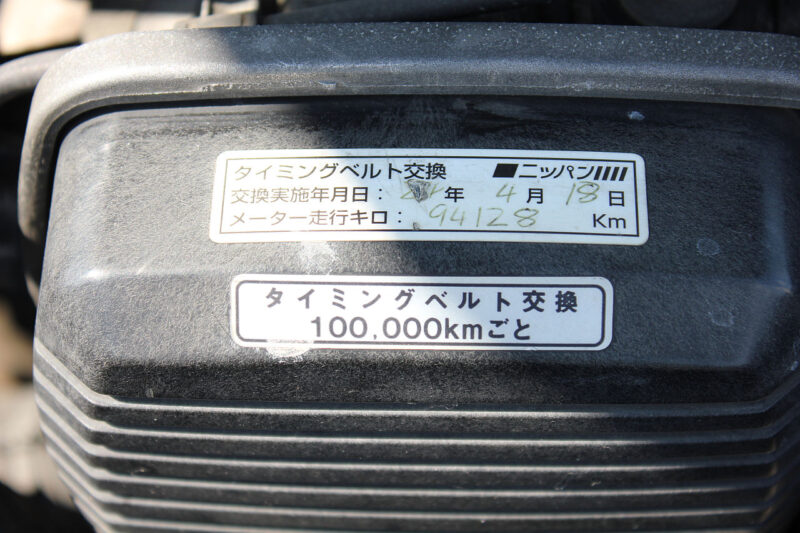 タイミングベルト交換 ニッパン
交換実施年月日： 年 4月 18日
メーター走行キロ： 94128 Km
タイミングベルト交換
100,000kmごと